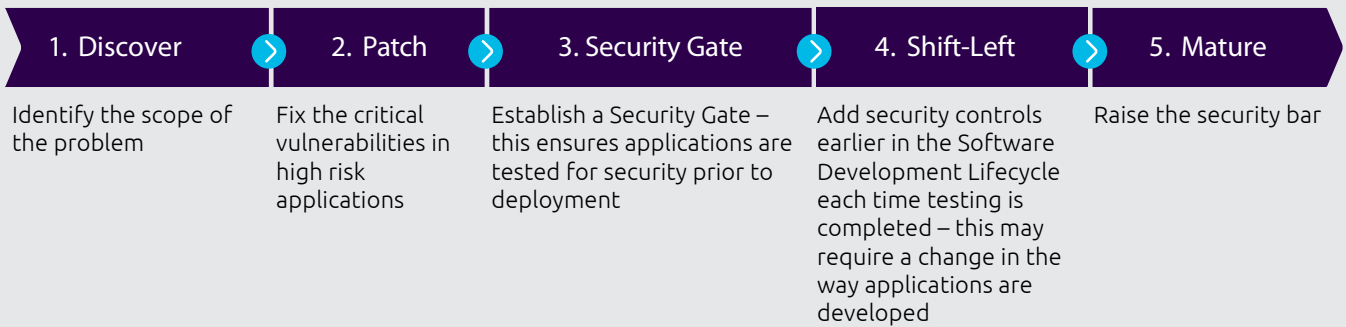 1. Discover
2. Patch
3. Security Gate
4. Shift-Left
5. Mature
Identify the scope of
the problem
Fix the critical
vulnerabilities in
high risk
applications
Establish a Security Gate –
this ensures applications are
tested for security prior to
deployment
Add security controls
earlier in the Software
Development Lifecycle
each time testing is
completed – this may
require a change in the
way applications are
developed
Raise the security bar